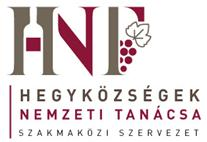 HNT
HEGYKÖZSÉGEK
NEMZETI TANÁCSA
SZAKMAKÖZI SZERVEZET